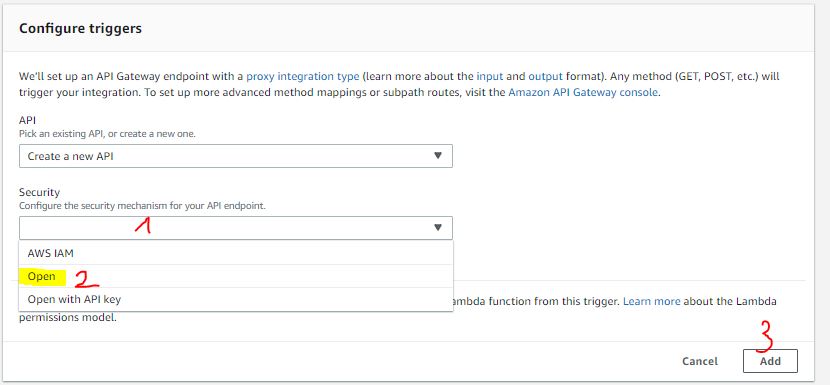 Configure triggers
We'll set up an API Gateway endpoint with a proxy integration type (learn more about the input and output format). Any method (GET, POST, etc.) will
trigger your integration. To set up more advanced method mappings or subpath routes, visit the Amazon API Gateway console.
API
Pick an existing API, or create a new one.
Create a new API
Security
Configure the security mechanism for your API endpoint.
1
AWS IAM
Open 2
Open with API key
ambda function from this trigger. Learn more about the Lambda
permissions model.
3
Cancel Add